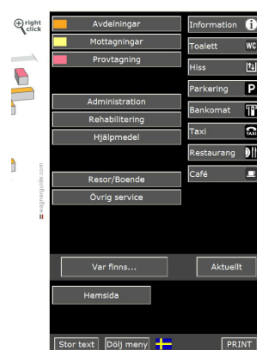 right
click
Avdelningar
Mottagningar
Provtagning
Administration
Rehabilitering
Hjälpmedel
Resor/Boende
Övrig service
Information i
Toalett WC
Hiss
Parkering P
Bankomat
Taxi
Restaurang
Café
Var finns...
Aktuellt
Hemsida
Stor text
Dölj meny
PRINT